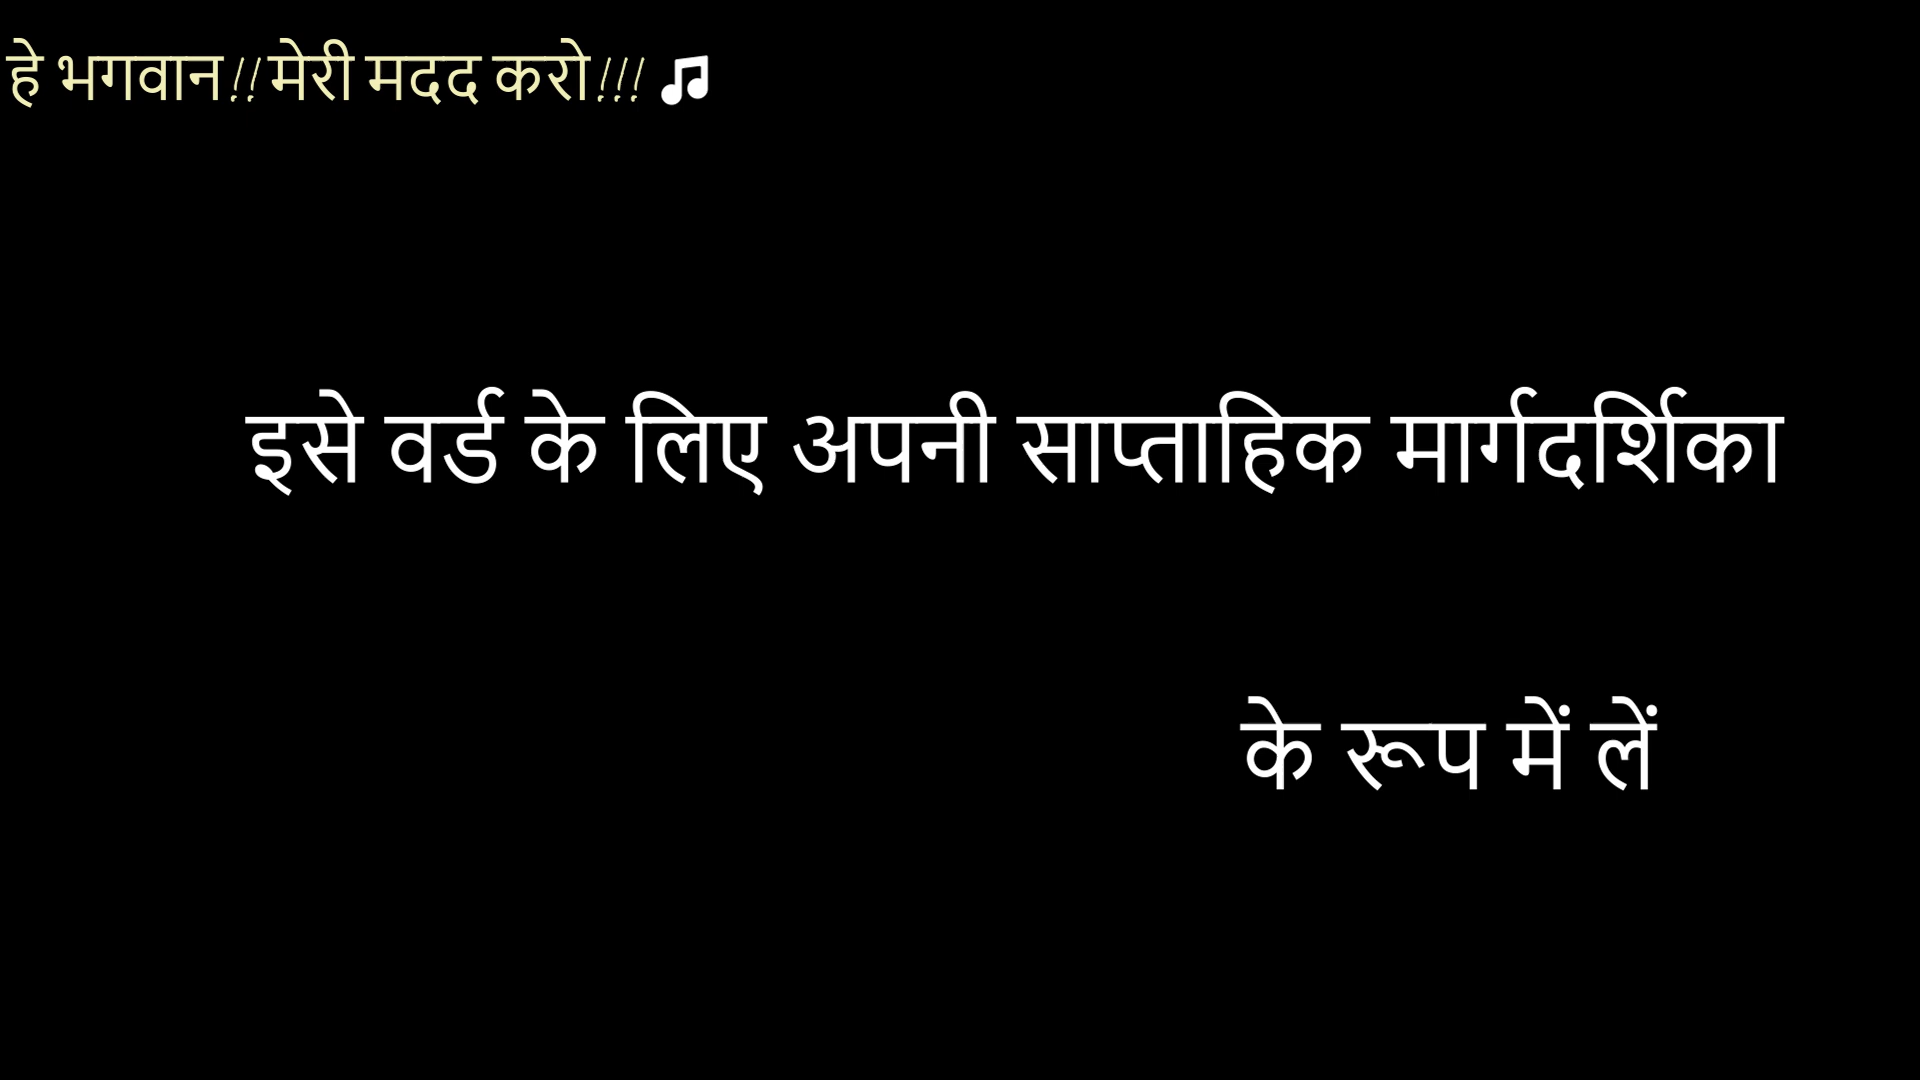 हे भगवान!! मेरी मदद करो!!! 🎵
इसे वर्ड के लिए अपनी साप्ताहिक मार्गदर्शिका
के रूप में लें